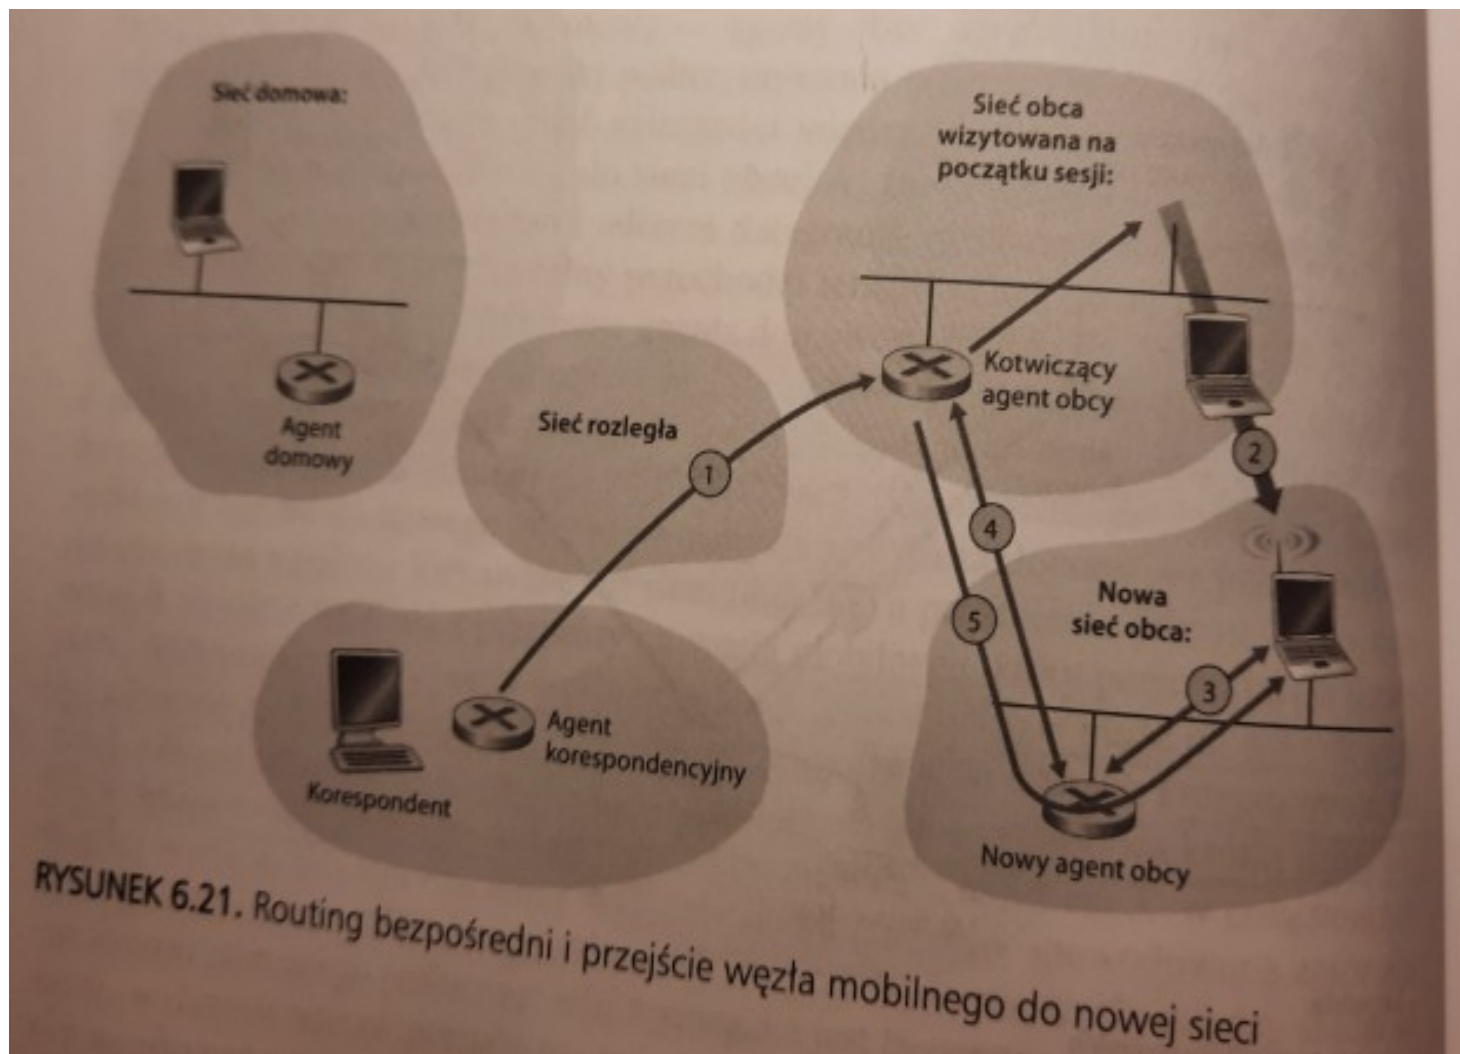 Sieć domowa:
Agent
domowy
Sieć rozległa
1
Sieć obca
wizytowana na
początku sesji:
Kotwiczący
agent obcy
2
4
5
Nowa
sieć obca:
3
Nowy agent obcy
Korespondent
Agent
korespondencyjny
RYSUNEK 6.21. Routing bezpośredni i przejście węzła mobilnego do nowej sieci